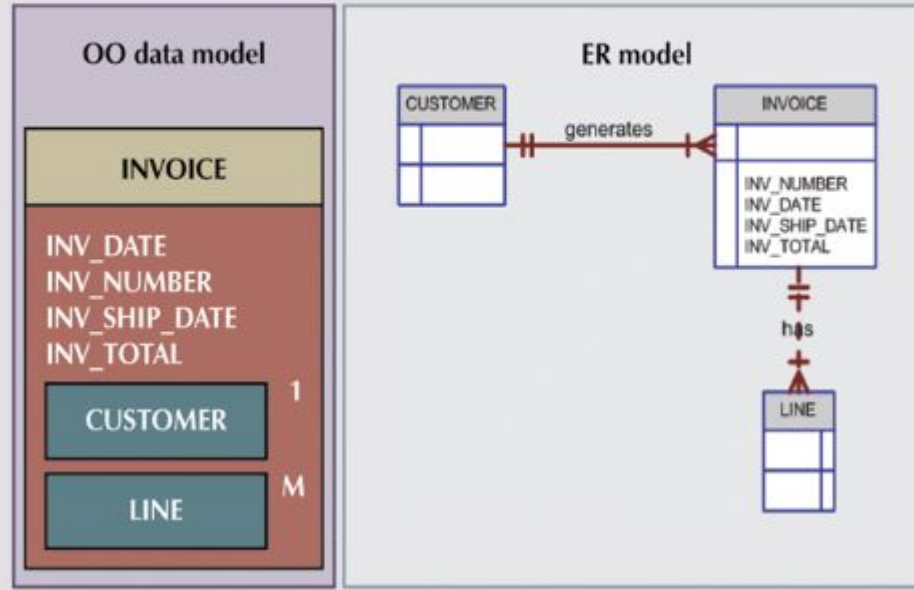 OO data model
INVOICE
INV_DATE
INV_NUMBER
INV_SHIP_DATE
INV_TOTAL
1
CUSTOMER
M
LINE
ER model
CUSTOMER
generates
INVOICE
INV_NUMBER
INV_DATE
INV_SHIP_DATE
INV_TOTAL
has
LINE